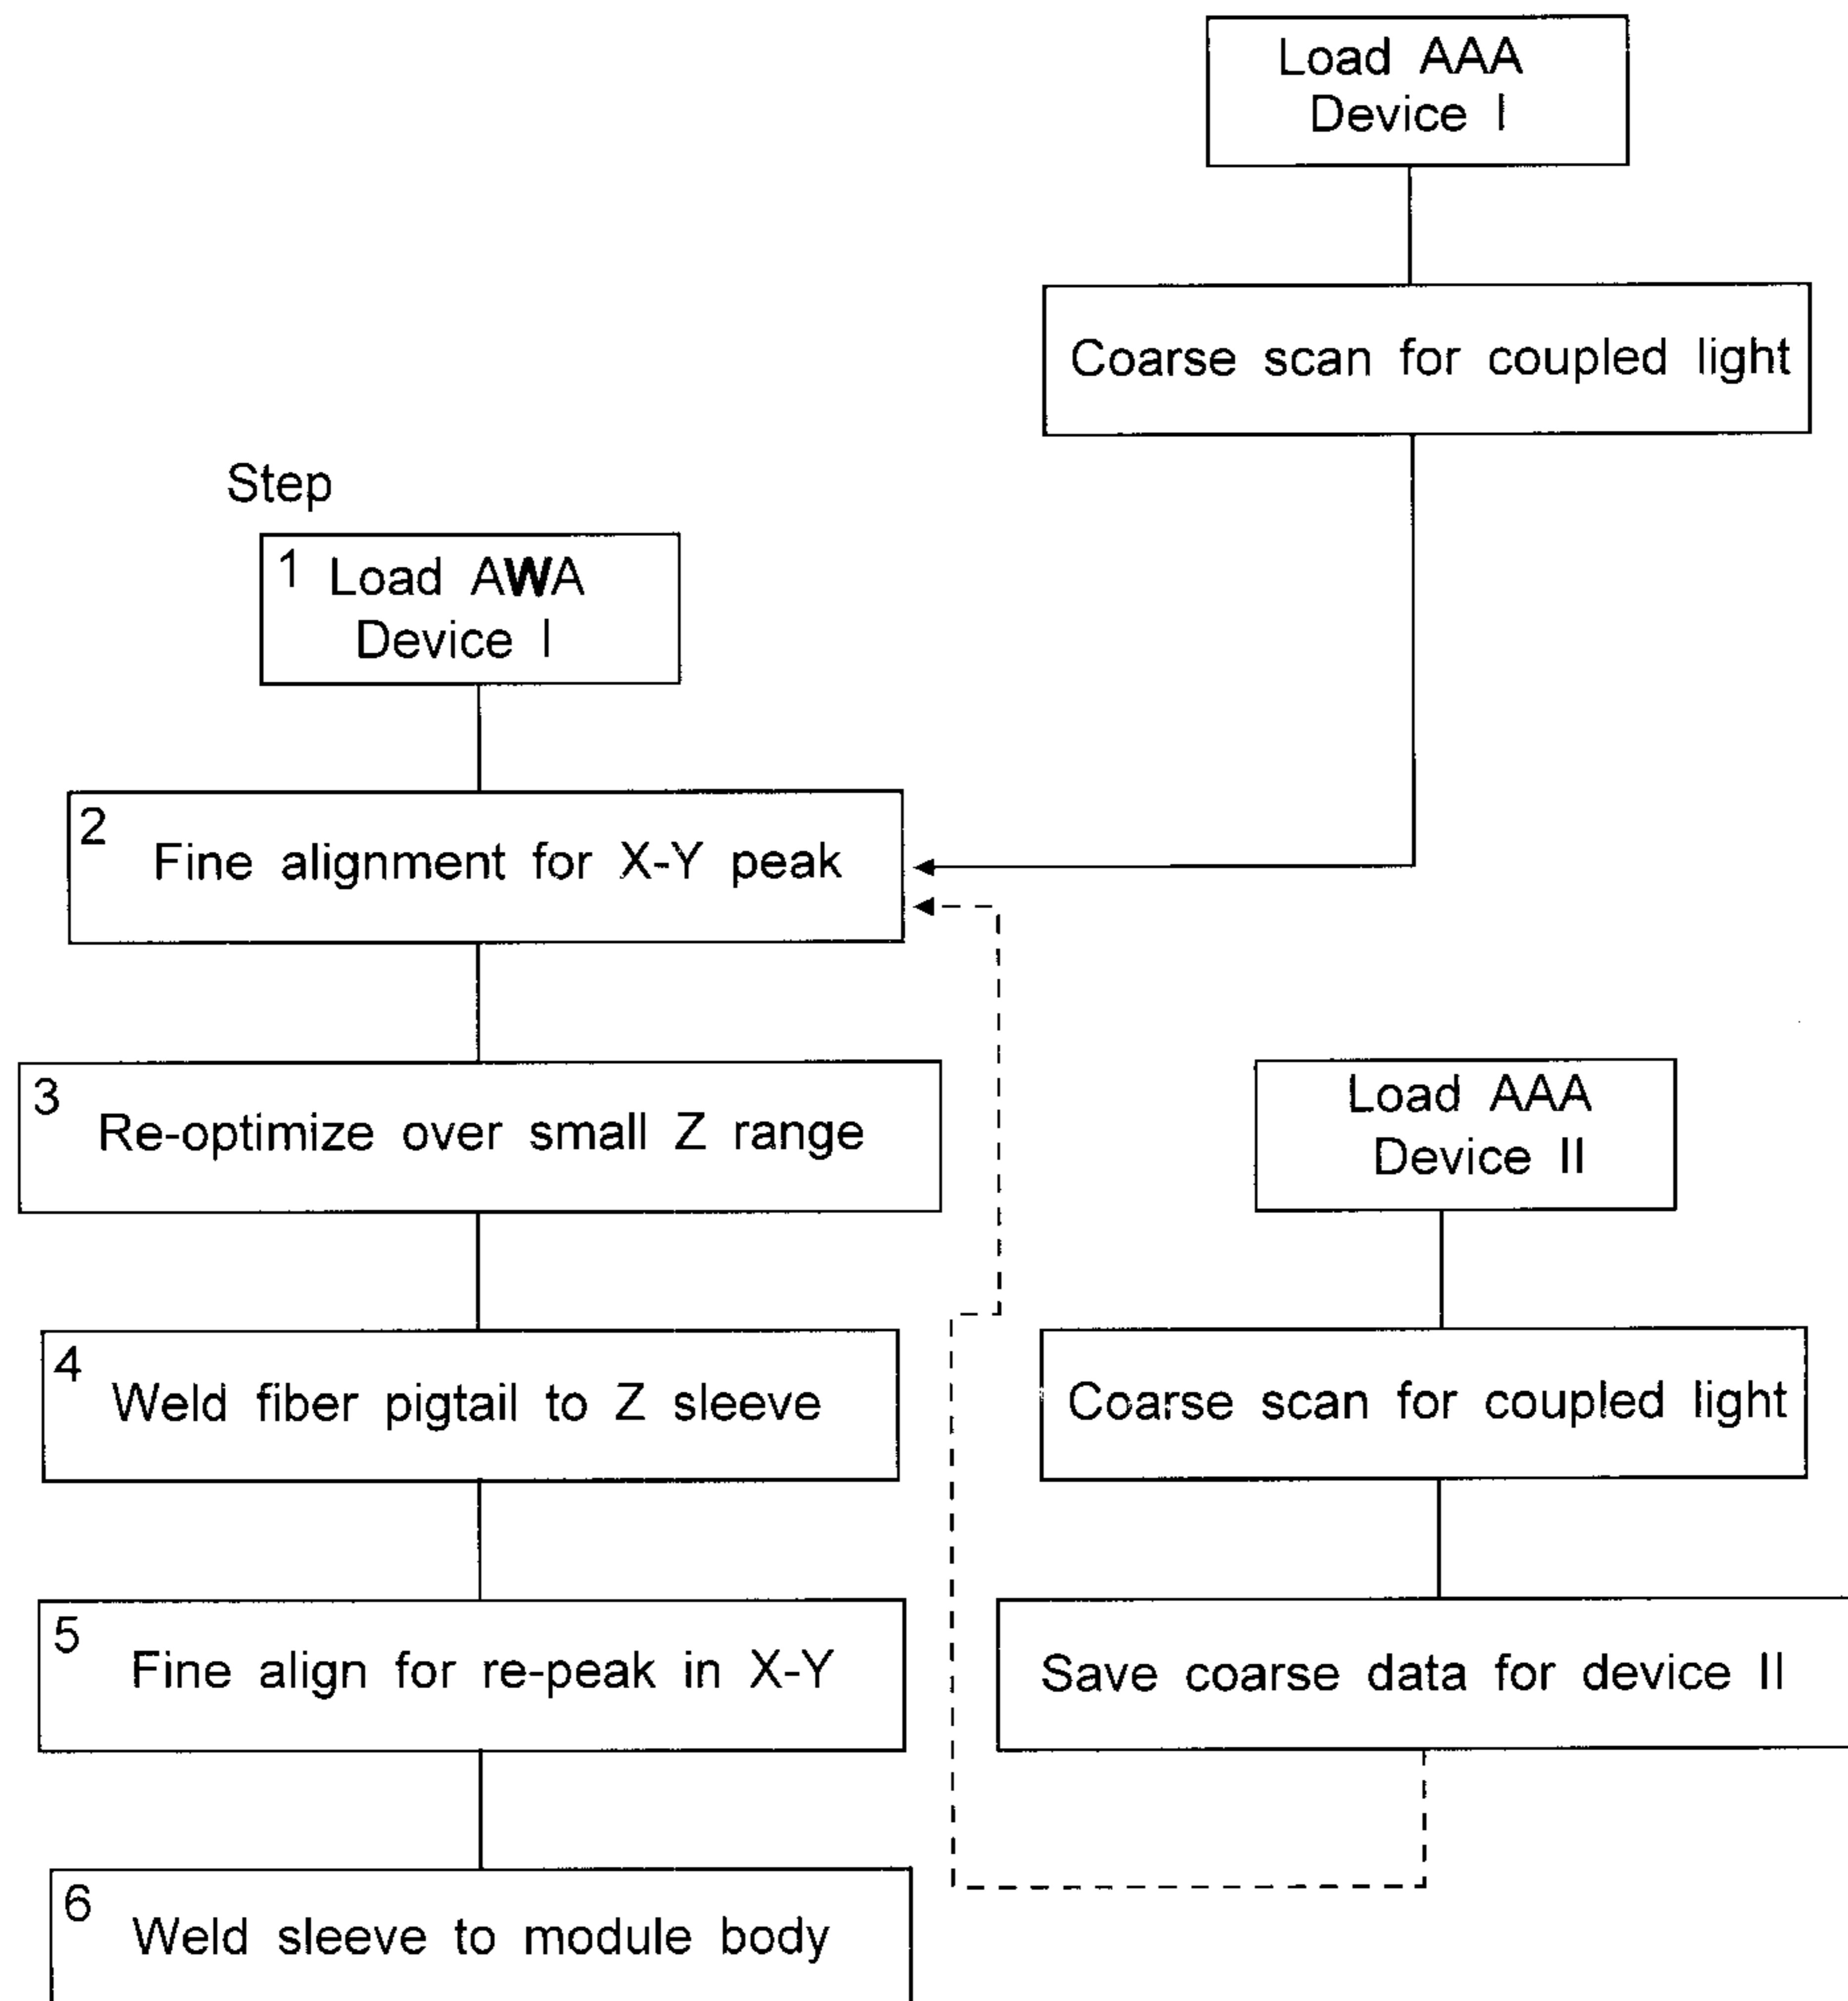 Load AAA
Device I
Coarse scan for coupled light
Step
1 Load AWA
Device I
2
Fine alignment for X-Y peak
3
Re-optimize over small Z range
4
Weld fiber pigtail to Z sleeve
5
Fine align for re-peak in X-Y
6
Weld sleeve to module body
Load AAA
Device II
Coarse scan for coupled light
Save coarse data for device II